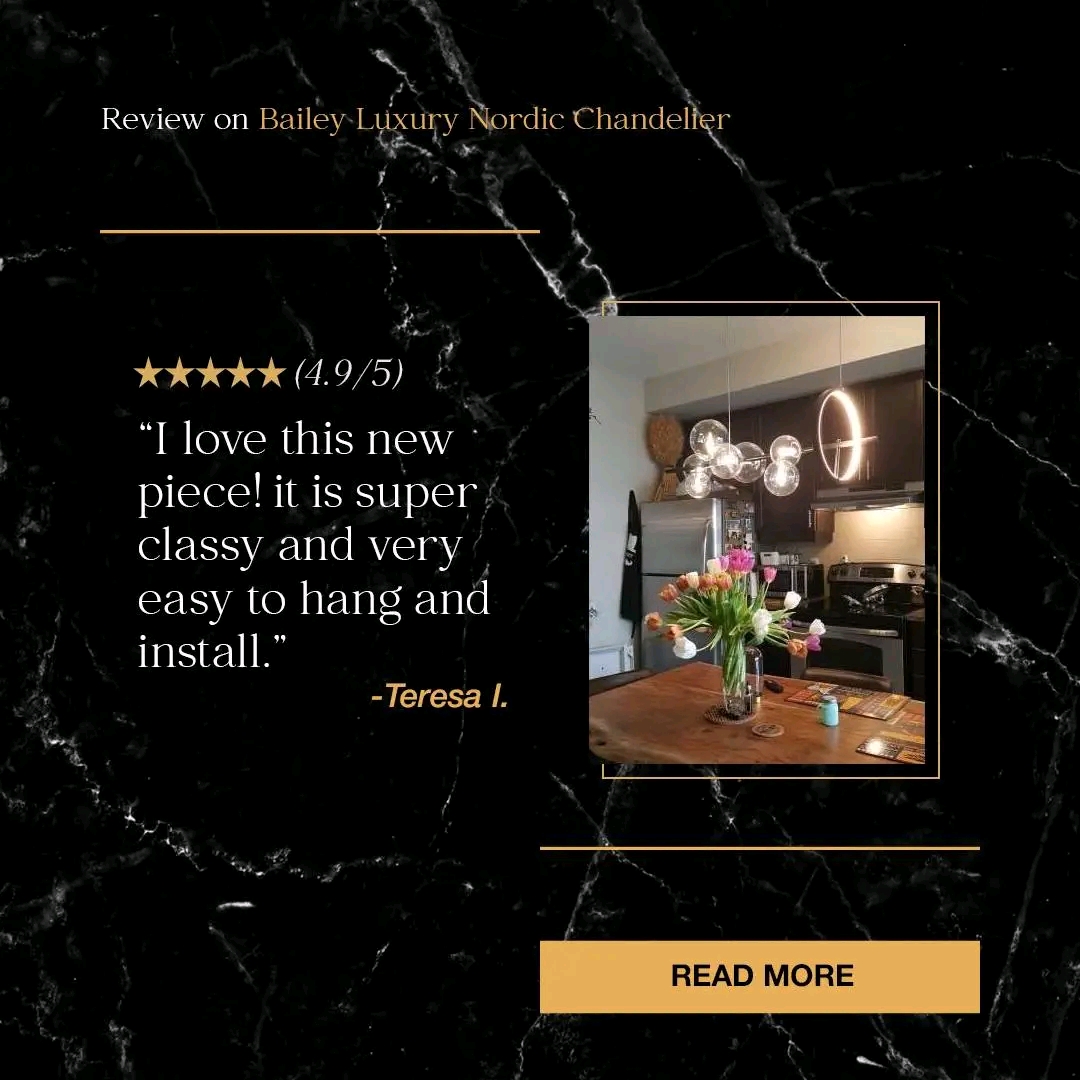 Review on Bailey Luxury Nordic Chandelier
★★★★★ (4.9/5)
“I love this new
piece! it is super
classy and very
easy to hang and
install.”
-Teresa I.
READ MORE